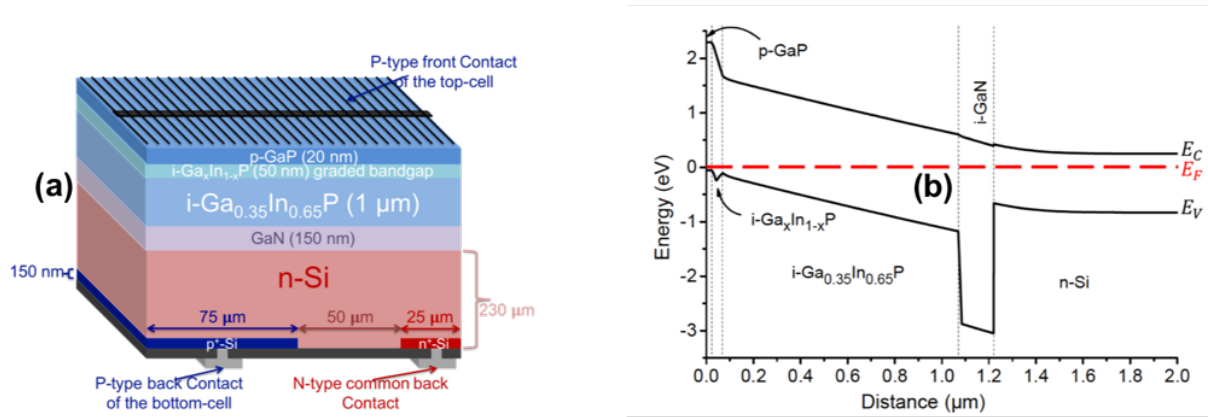 P-type front Contact
of the top-cell
p-GaP (20 nm)
i-GaₓIn₁₋ₓP (50 nm) graded bandgap
(a)
i-Ga₀.₃₅In₀.₆₅P (1 µm)
GaN (150 nm)
150 nm
n-Si
230 µm
75 µm
50 µm
25 µm
p⁺-Si
n⁺-Si
P-type back Contact
of the bottom-cell
N-type common back
Contact
p-GaP
i-GaN
2
1
0
-1
-2
-3
Energy (eV)
E_C
E_F
E_V
(b)
i-GaₓIn₁₋ₓP
i-Ga₀.₃₅In₀.₆₅P
n-Si
0.0 0.2 0.4 0.6 0.8 1.0 1.2 1.4 1.6 1.8 2.0
Distance (µm)